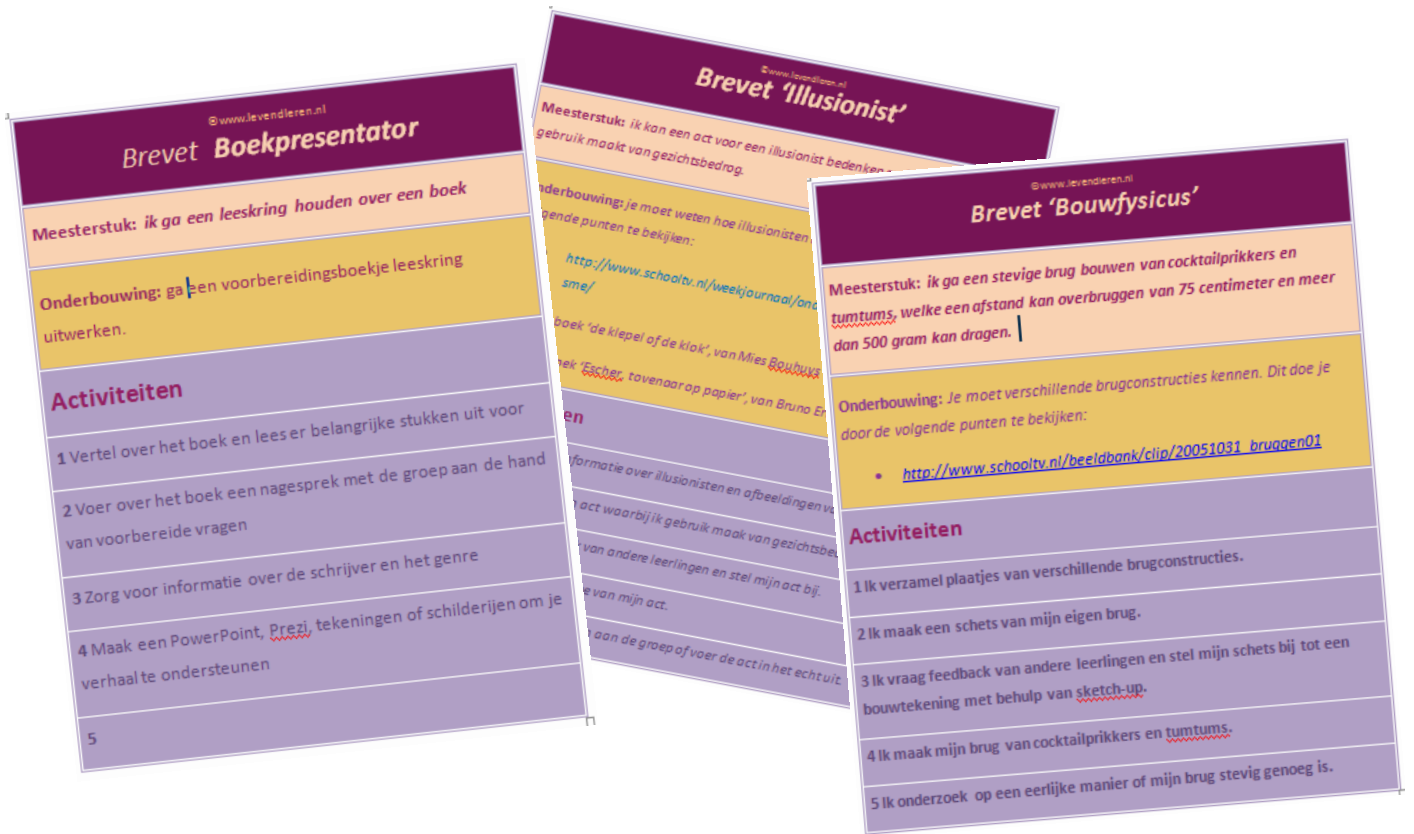 ©www.levendleren.nl
Brevet Boekpresentator
Meesterstuk: ik ga een leeskring houden over een boek
Onderbouwing: ga een voorbereidingsboekje leeskring
uitwerken.
Activiteiten
1 Vertel over het boek en lees er belangrijke stukken uit voor
2 Voer over het boek een nagesprek met de groep aan de hand
van voorbereide vragen
3 Zorg voor informatie over de schrijver en het genre
4 Maak een PowerPoint, Prezi, tekeningen of schilderijen om je
verhaal te ondersteunen
5
©www.levendleren.nl
Brevet ‘Illusionist’
Meesterstuk: ik kan een act voor een illusionist bedenken
gebruik maakt van gezichtsbedrog.
nderbouwing: je moet weten hoe illusionisten
gende punten te bekijken:
http://www.schooltv.nl/weekjournaal/ond
sme/
boek ‘de klepel of de klok’, van Mies Bouhuys
ek ‘Escher, tovenaar op papier’, van Bruno Er
en
nformatie over illusionisten en afbeeldingen va
act waarbij ik gebruik maak van gezichtsbe
van andere leerlingen en stel mijn act bij.
e van mijn act.
aan de groep of voer de act in het echt uit.
©www.levendleren.nl
Brevet ‘Bouwfysicus’
Meesterstuk: ik ga een stevige brug bouwen van cocktailprikkers en
tumtums, welke een afstand kan overbruggen van 75 centimeter en meer
dan 500 gram kan dragen.
Onderbouwing: Je moet verschillende brugconstructies kennen. Dit doe je
door de volgende punten te bekijken:
• http://www.schooltv.nl/beeldbank/clip/20051031_bruggen01
Activiteiten
1 Ik verzamel plaatjes van verschillende brugconstructies.
2 Ik maak een schets van mijn eigen brug.
3 Ik vraag feedback van andere leerlingen en stel mijn schets bij tot een
bouwtekening met behulp van sketch-up.
4 Ik maak mijn brug van cocktailprikkers en tumtums.
5 Ik onderzoek op een eerlijke manier of mijn brug stevig genoeg is.